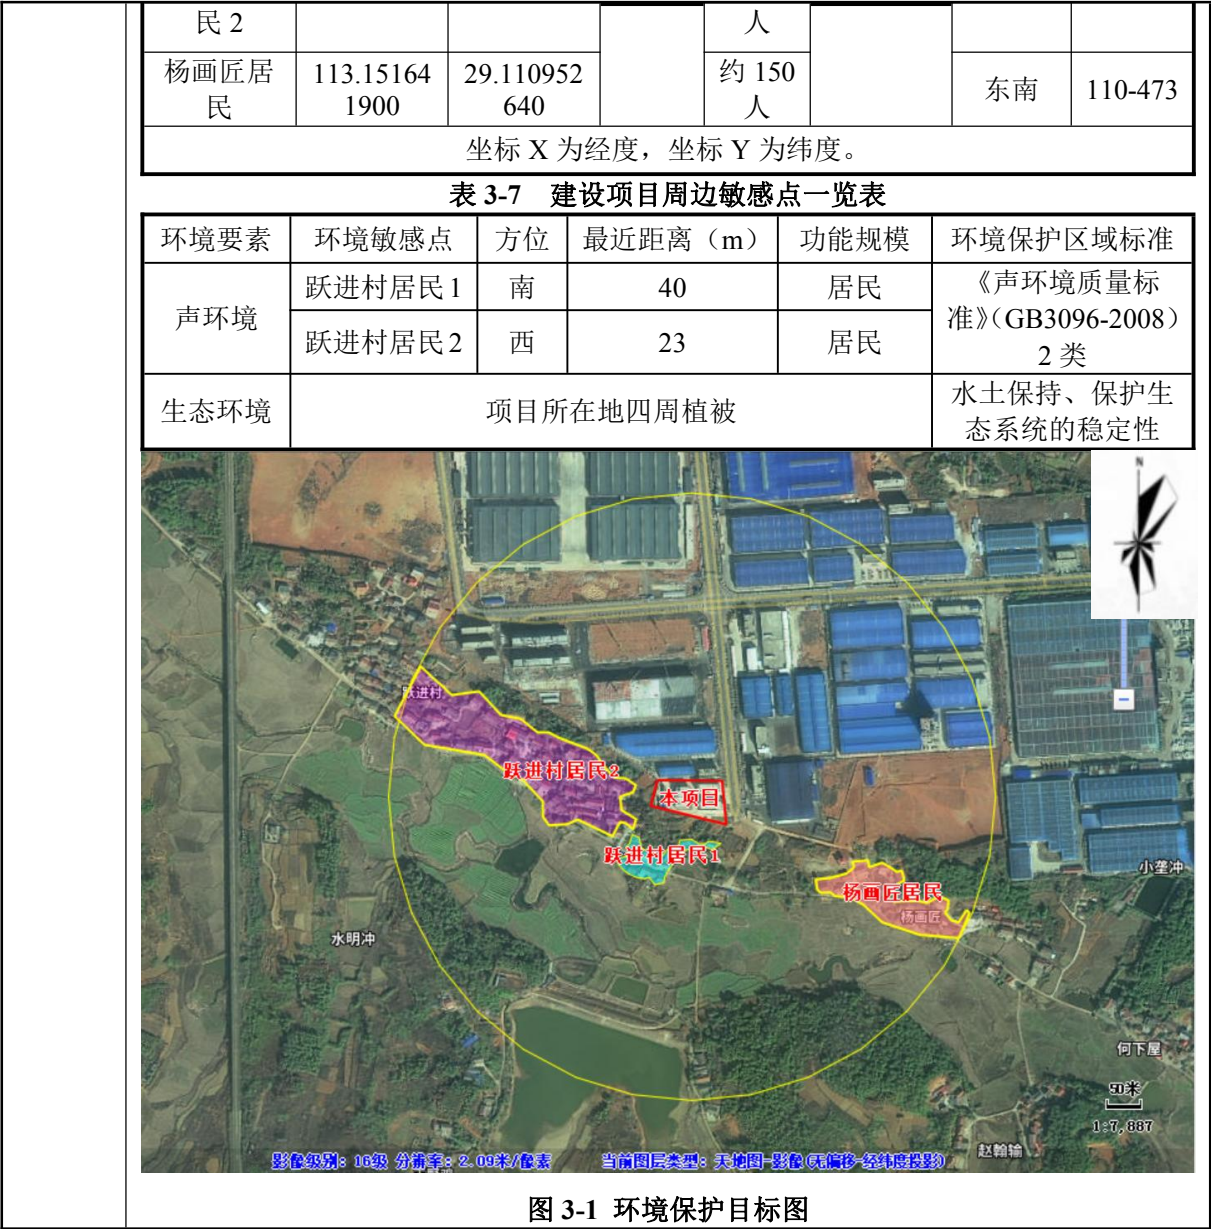 民 2
人
杨画匠居
民
113.15164
1900
29.110952
640
约 150
人
东南
110-473
坐标 X 为经度，坐标 Y 为纬度。
表 3-7 建设项目周边敏感点一览表
环境要素 环境敏感点 方位 最近距离（m） 功能规模 环境保护区域标准
声环境
跃进村居民 1 南 40 居民
跃进村居民 2 西 23 居民
《声环境质量标
准》（GB3096-2008）
2 类
生态环境
项目所在地四周植被
水土保持、保护生
态系统的稳定性
N
跃进村
跃进村居民2
本项目
跃进村居民1
杨画匠居民
杨画匠
小垄冲
水明冲
何下屋
50米
1:7,887
赵翰输
影像级别：16级 分辨率：2.09米/像素
当前图层类型：天地图-影像(无偏移-经纬度投影)
图 3-1 环境保护目标图